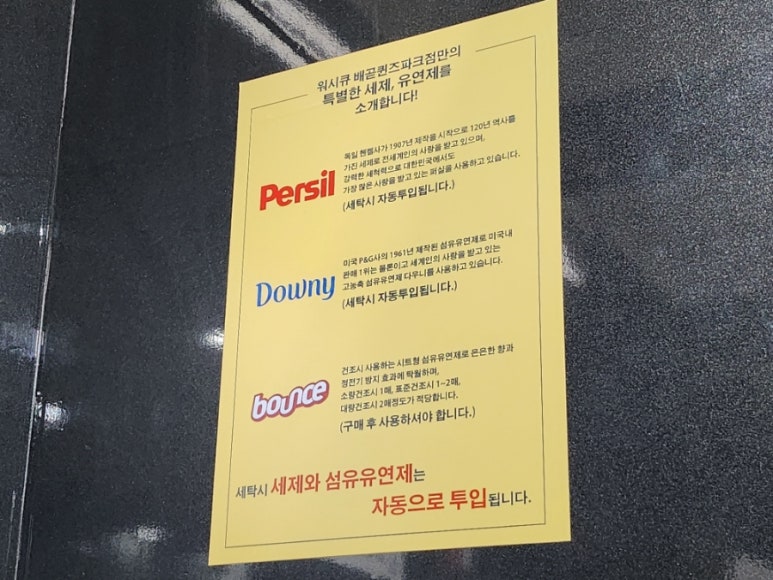 워시큐 배곧퀸즈파크점만의
특별한 세제, 유연제를
소개합니다!
Persil
독일 헨켈사가 1907년 제작을 시작으로 120년 역사를
가진 세제로 전세계인의 사랑을 받고 있으며,
강력한 세척력으로 대한민국에서도
가장 많은 사랑을 받고 있는 퍼실을 사용하고 있습니다.
(세탁시 자동투입됩니다.)
Downy
미국 P&G사의 1961년 제작된 섬유유연제로 미국내
판매 1위는 물론이고 세계인의 사랑을 받고 있는
고농축 섬유유연제 다우니를 사용하고 있습니다.
(세탁시 자동투입됩니다.)
bounce
건조시 사용하는 시트형 섬유유연제로 은은한 향과
정전기 방지 효과에 탁월하며,
소량건조시 1매, 표준건조시 1~2매,
대량건조시 2매정도가 적당합니다.
(구매 후 사용하셔야 합니다.)
세탁시 세제와 섬유유연제는
자동으로 투입됩니다.